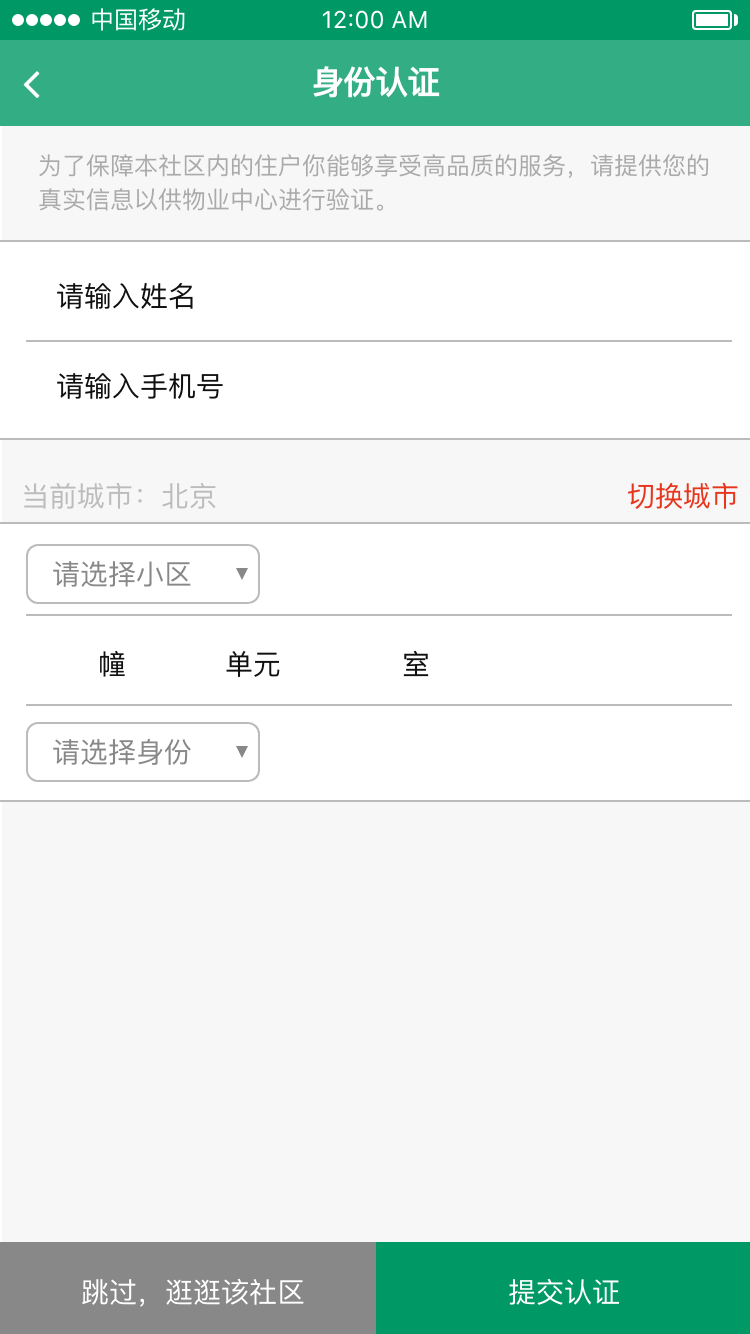 中国移动 12:00 AM
身份认证
为了保障本社区内的住户你能够享受高品质的服务，请提供您的
真实信息以供物业中心进行验证。
请输入姓名
请输入手机号
当前城市：北京 切换城市
请选择小区
幢 单元 室
请选择身份
跳过，逛逛该社区 提交认证